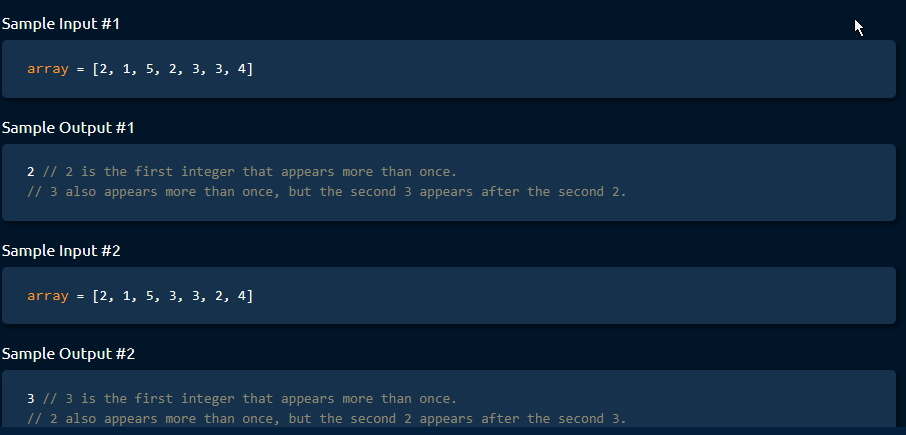 Sample Input #1
array = [2, 1, 5, 2, 3, 3, 4]
Sample Output #1
2 // 2 is the first integer that appears more than once.
// 3 also appears more than once, but the second 3 appears after the second 2.
Sample Input #2
array = [2, 1, 5, 3, 3, 2, 4]
Sample Output #2
3 // 3 is the first integer that appears more than once.
// 2 also appears more than once, but the second 2 appears after the second 3.